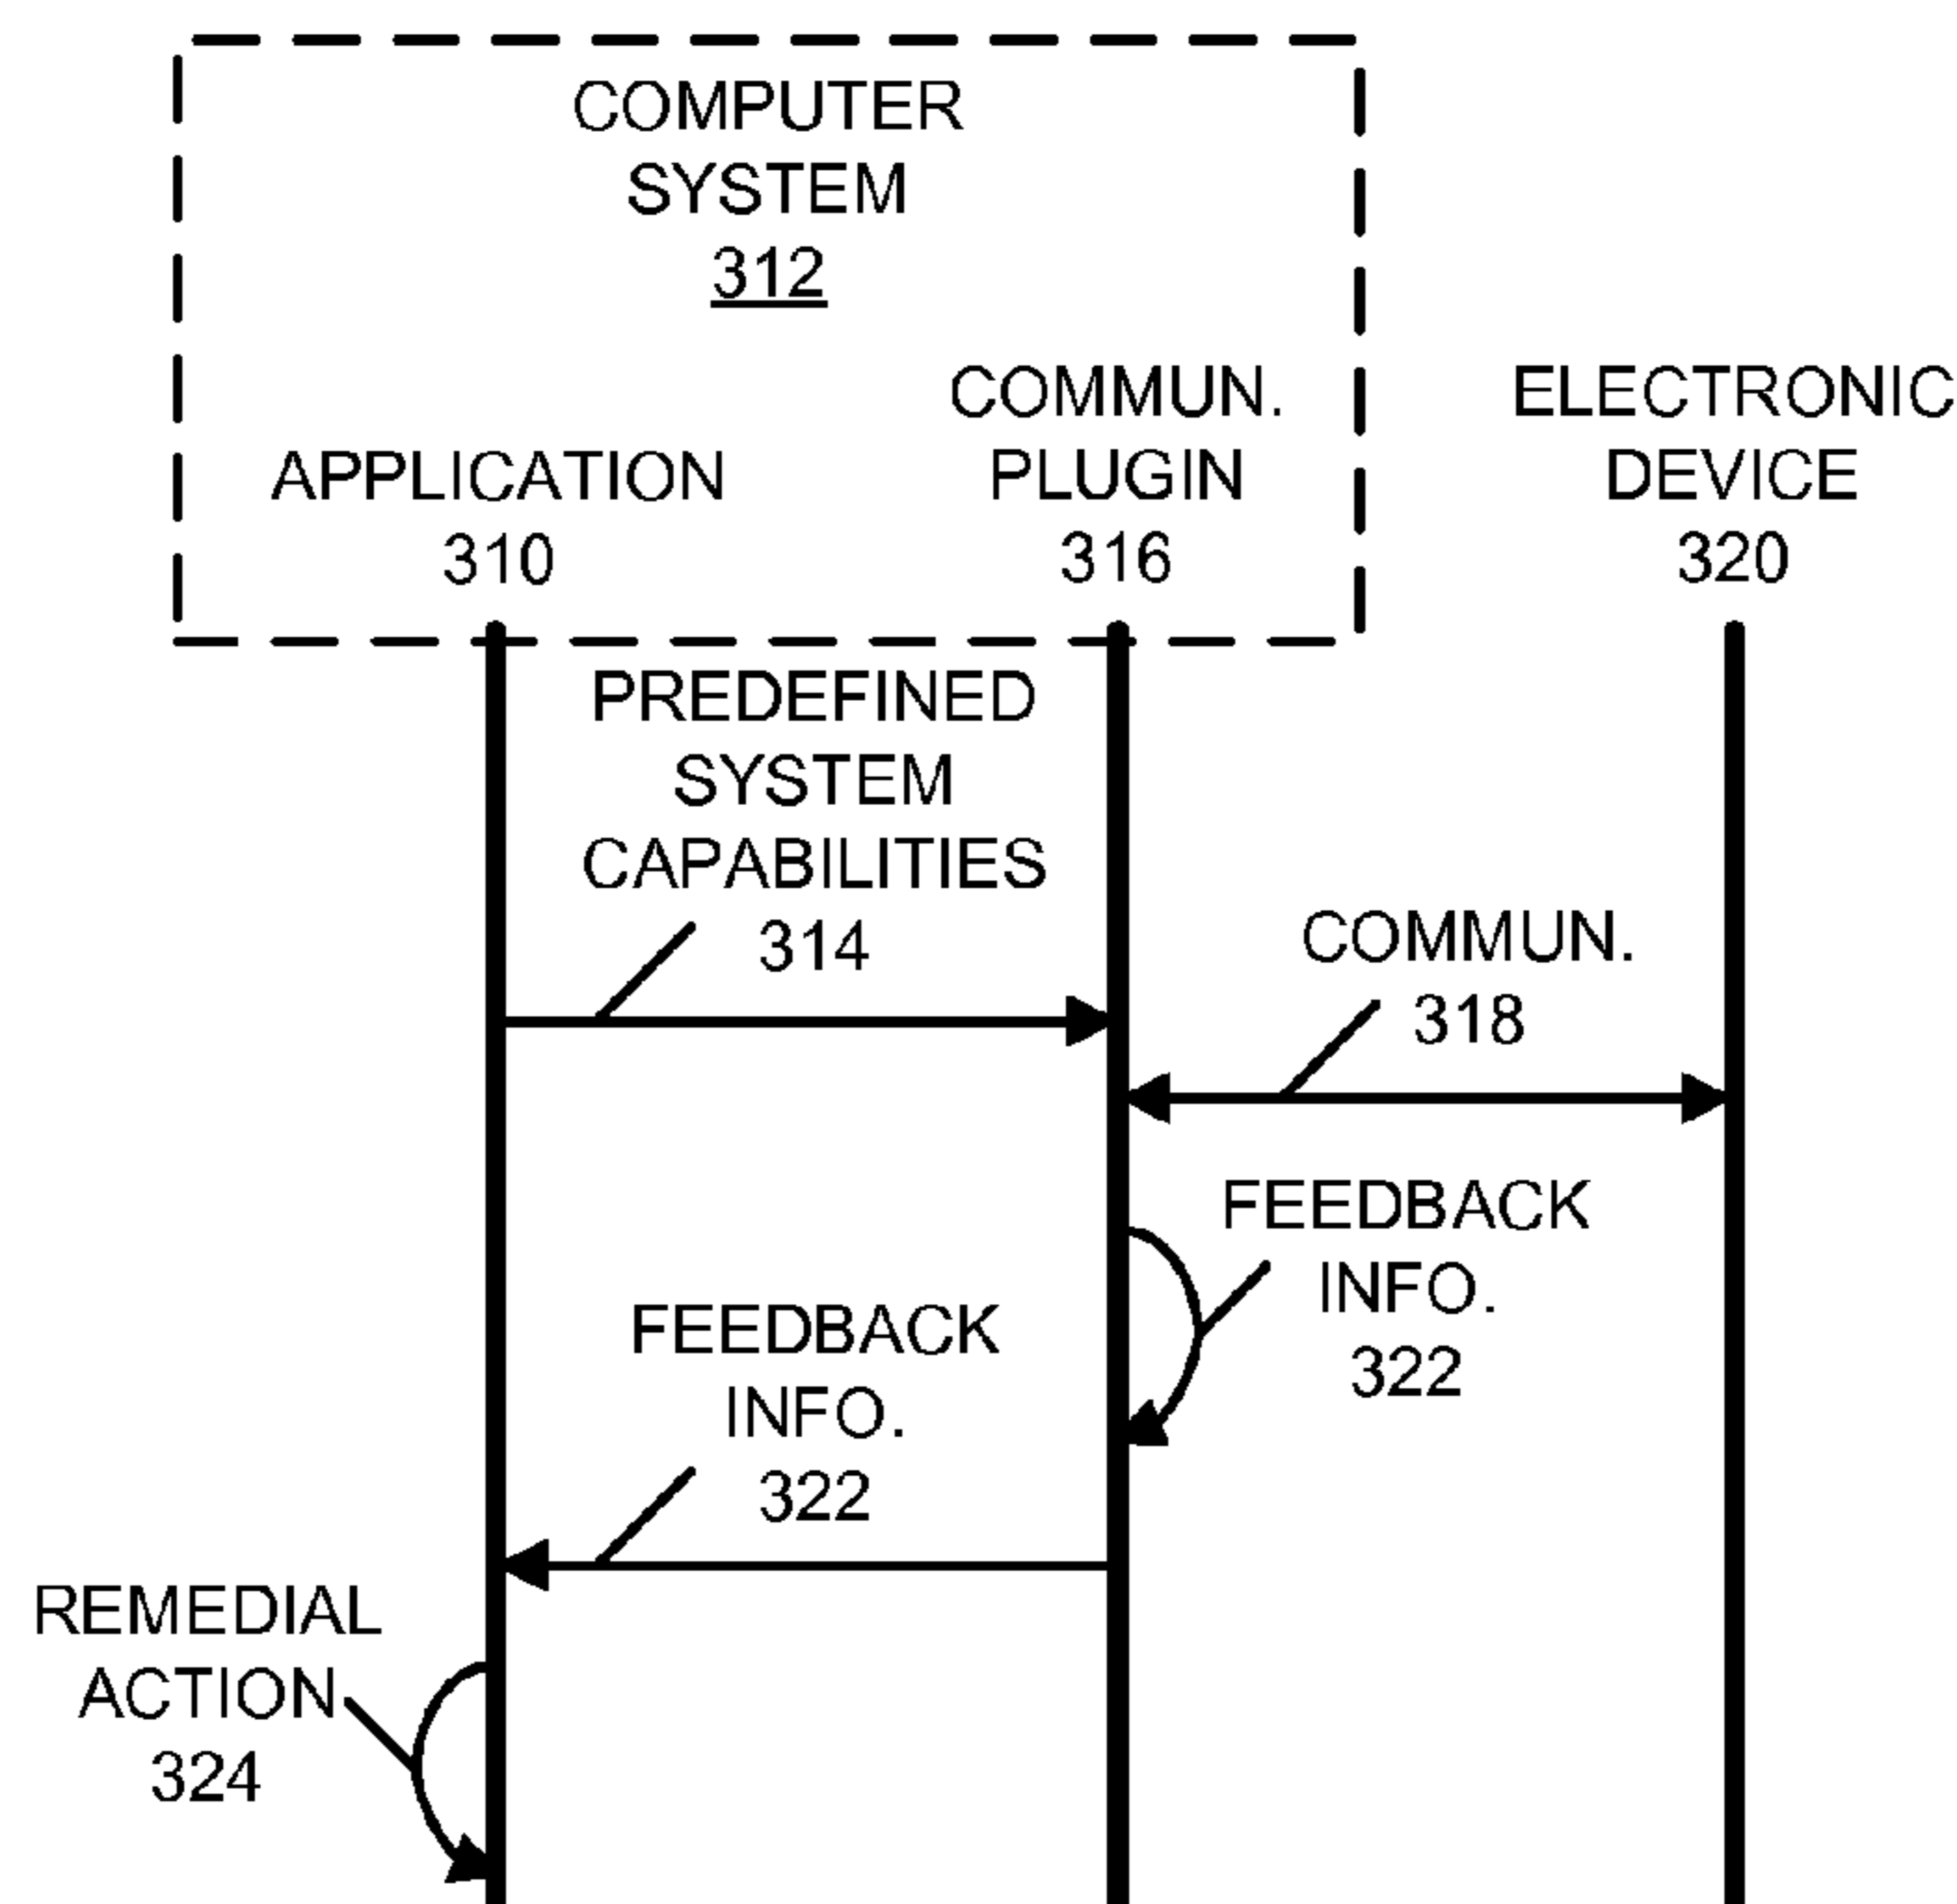 COMPUTER
SYSTEM
312
APPLICATION
310
COMMUN.
PLUGIN
316
ELECTRONIC
DEVICE
320
PREDEFINED
SYSTEM
CAPABILITIES
314
COMMUN.
318
FEEDBACK
INFO.
322
FEEDBACK
INFO.
322
REMEDIAL
ACTION
324